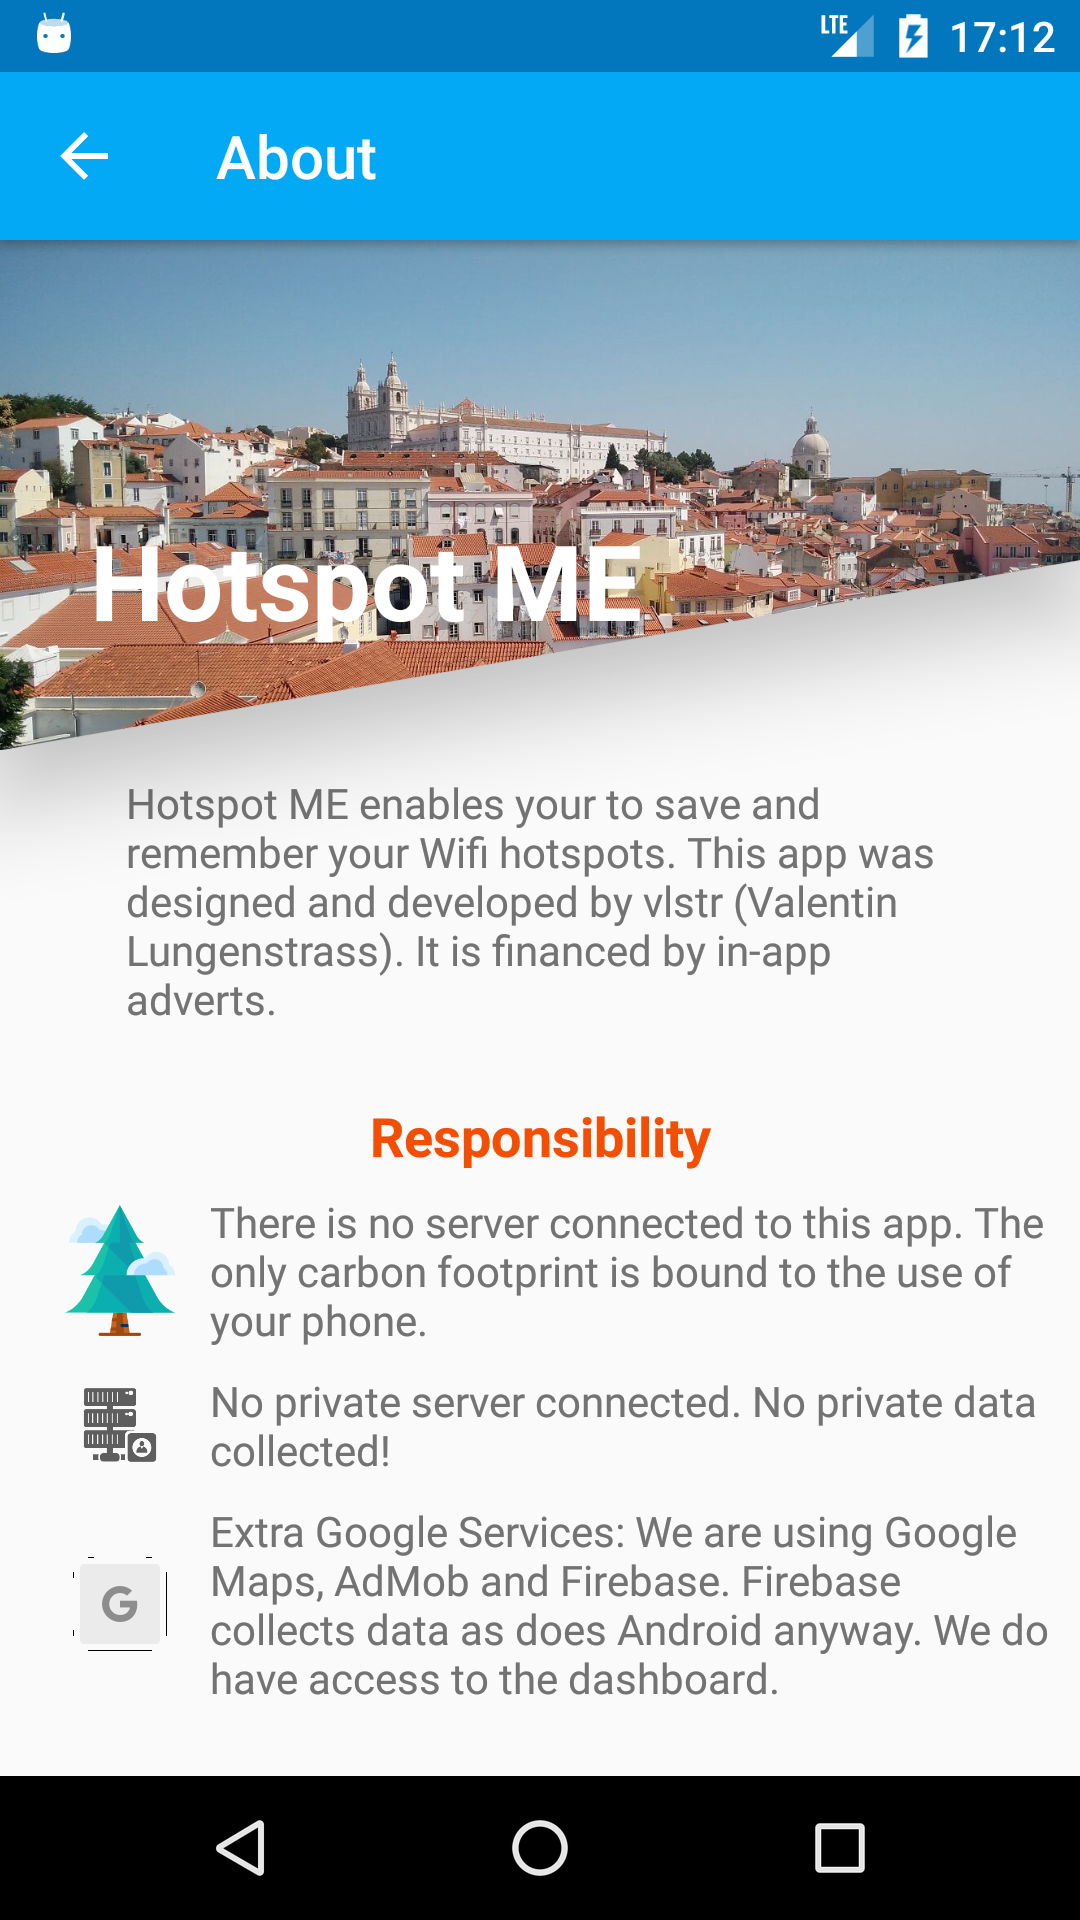 LTE 17:12
About
Hotspot ME
Hotspot ME enables your to save and
remember your Wifi hotspots. This app was
designed and developed by vlstr (Valentin
Lungenstrass). It is financed by in-app
adverts.
Responsibility
There is no server connected to this app. The
only carbon footprint is bound to the use of
your phone.
No private server connected. No private data
collected!
G
Extra Google Services: We are using Google
Maps, AdMob and Firebase. Firebase
collects data as does Android anyway. We do
have access to the dashboard.